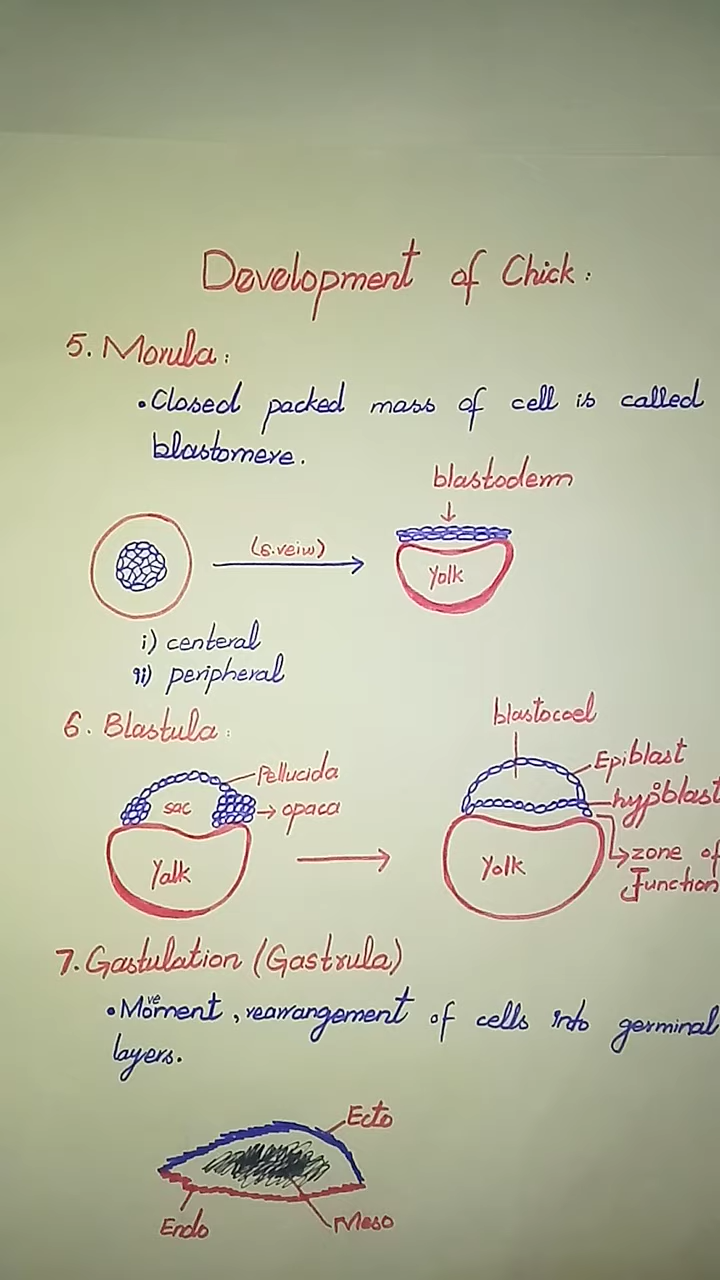 Development of Chick:
5. Morula:
• Closed packed mass of cell is called
blastomere.
blastoderm
(s.veiw)
Yolk
i) centeral
ii) peripheral
6. Blastula:
blastocoel
Pellucida
Epiblast
sac
opaca
hypoblast
Yalk
Yolk
zone of
Junction
7. Gastulation (Gastrula)
• Movement, rearrangement of cells into germinal
layers.
Ecto
Endo
Meso